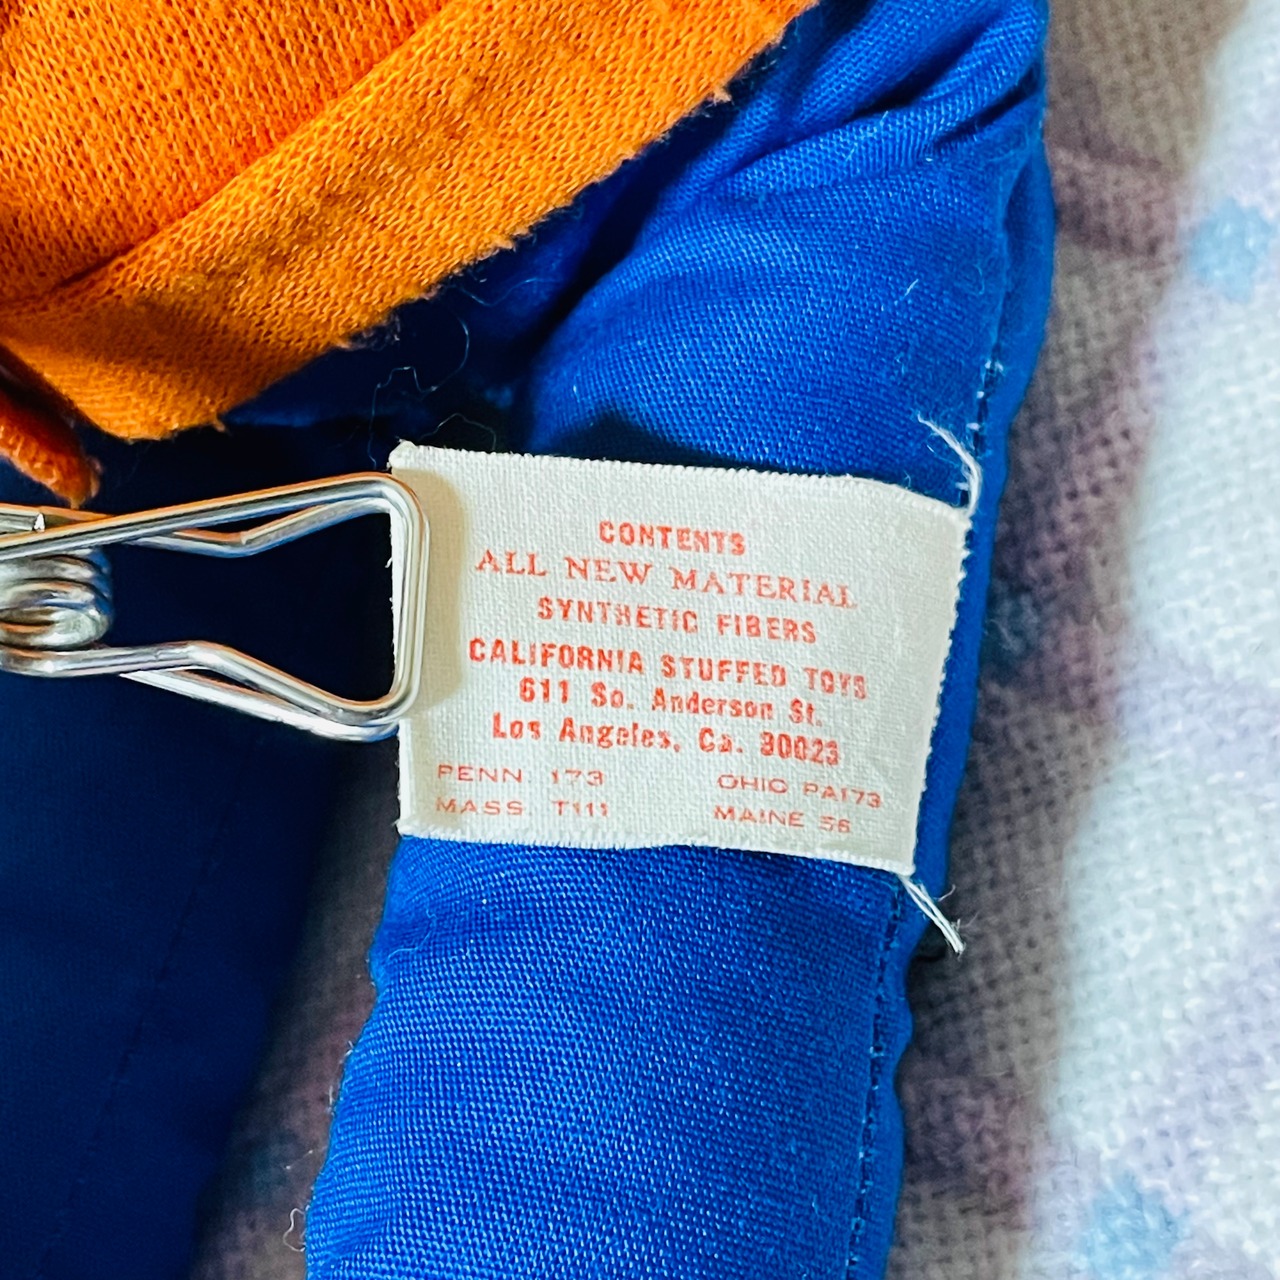 CONTENTS
ALL NEW MATERIAL
SYNTHETIC FIBERS
CALIFORNIA STUFFED TOYS
611 So. Anderson St.
Los Angeles, Ca. 90023
PENN. 173 OHIO PA173
MASS. T111 MAINE 56